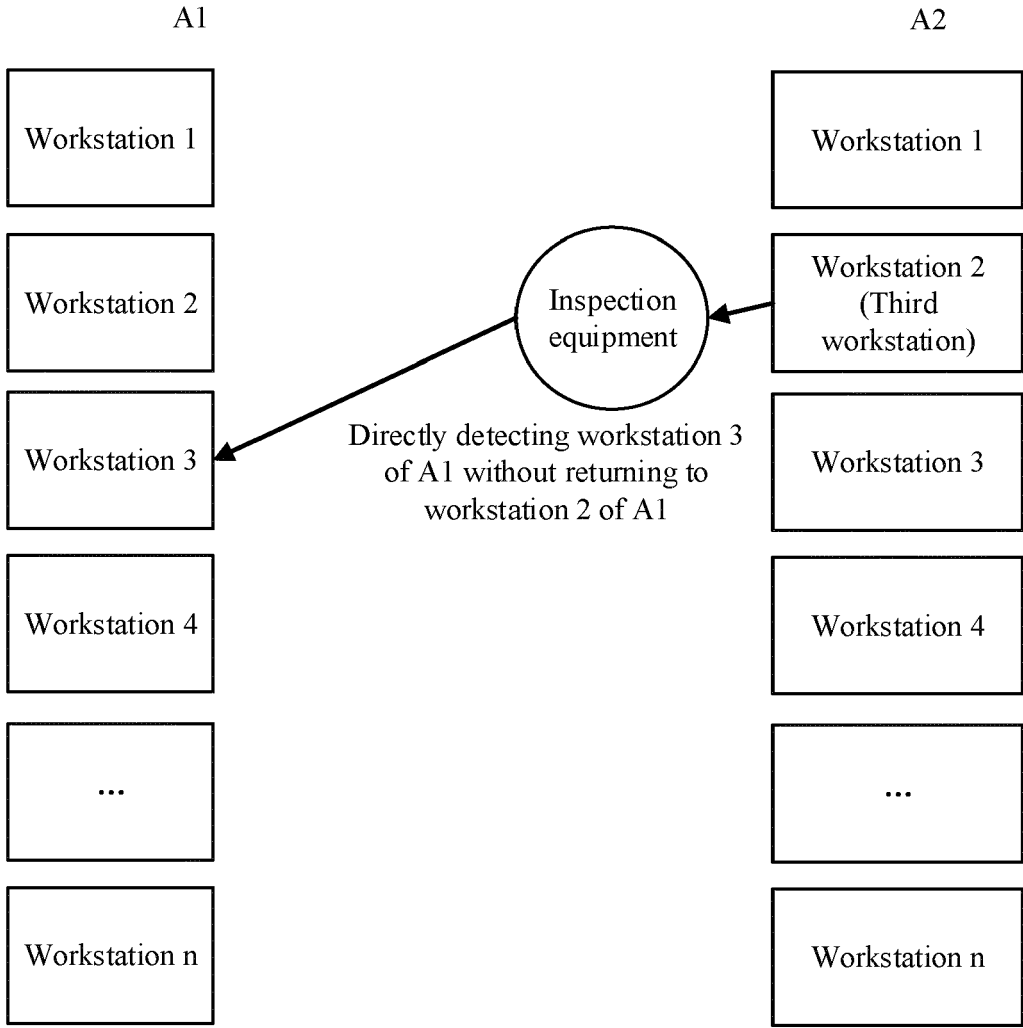 A1
A2
Workstation 1
Workstation 1
Workstation 2
Inspection
equipment
Workstation 2
(Third
workstation)
Workstation 3
Directly detecting workstation 3
of A1 without returning to
workstation 2 of A1
Workstation 3
Workstation 4
Workstation 4
...
...
Workstation n
Workstation n